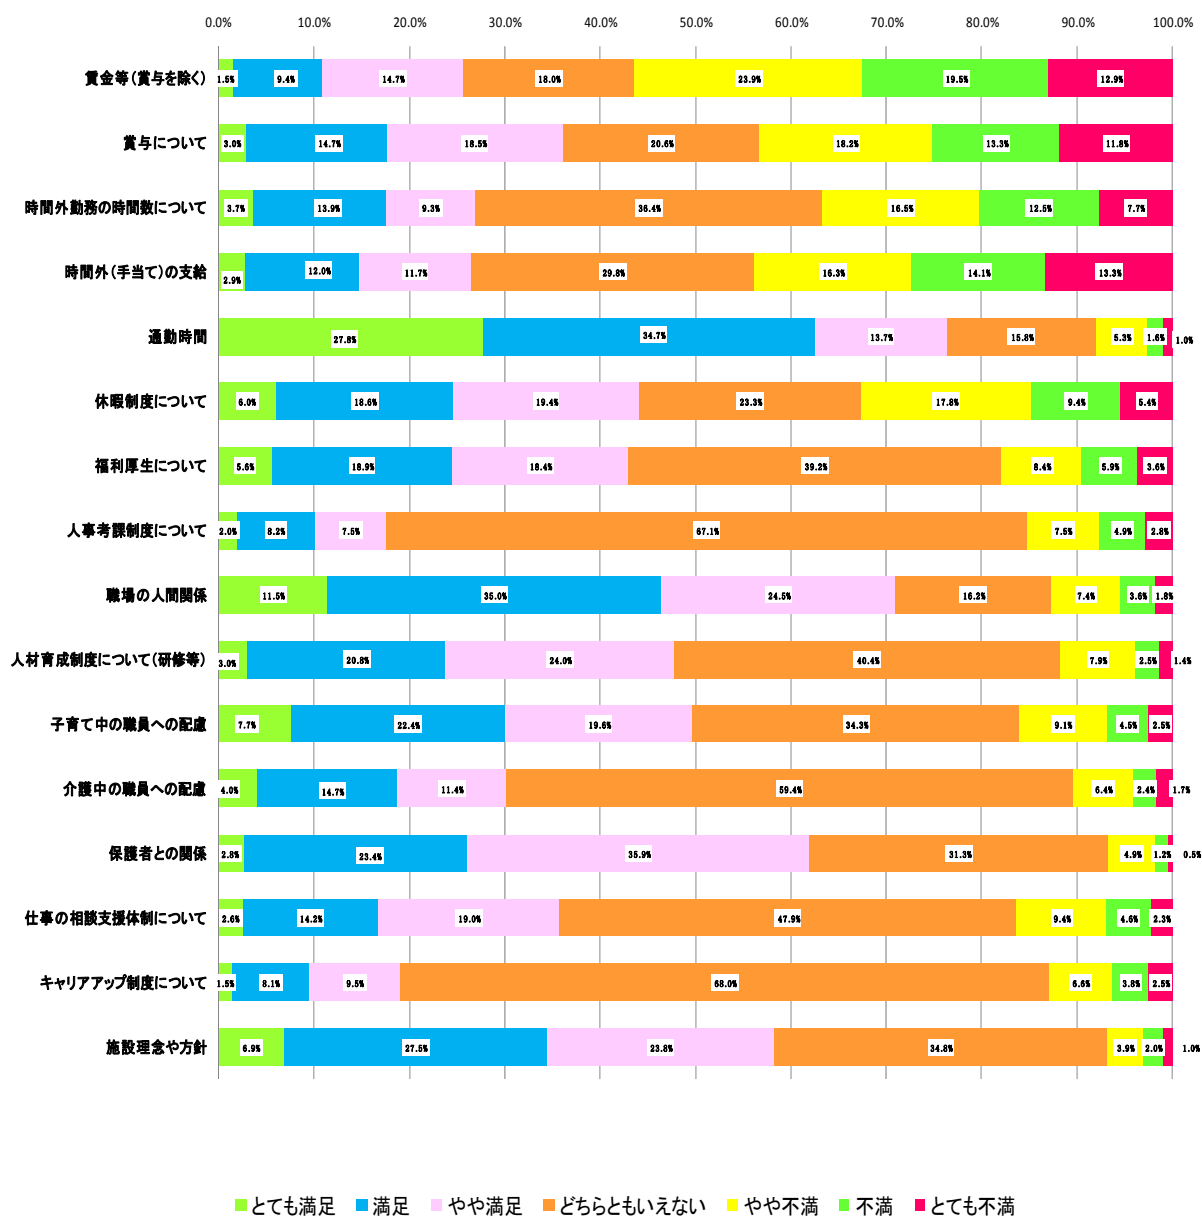 0.0% 10.0% 20.0% 30.0% 40.0% 50.0% 60.0% 70.0% 80.0% 90.0% 100.0%
賃金等（賞与を除く） 1.5% 9.4% 14.7% 18.0% 23.9% 19.5% 12.9%
賞与について 3.0% 14.7% 18.5% 20.6% 18.2% 13.3% 11.8%
時間外勤務の時間数について 3.7% 13.9% 9.3% 36.4% 16.5% 12.5% 7.7%
時間外（手当て）の支給 2.9% 12.0% 11.7% 29.8% 16.3% 14.1% 13.3%
通勤時間 27.8% 34.7% 13.7% 15.8% 5.3% 1.6% 1.0%
休暇制度について 6.0% 18.6% 19.4% 23.3% 17.8% 9.4% 5.4%
福利厚生について 5.6% 18.9% 18.4% 39.2% 8.4% 5.9% 3.6%
人事考課制度について 2.0% 8.2% 7.5% 67.1% 7.5% 4.9% 2.8%
職場の人間関係 11.5% 35.0% 24.5% 16.2% 7.4% 3.6% 1.8%
人材育成制度について（研修等） 3.0% 20.8% 24.0% 40.4% 7.9% 2.5% 1.4%
子育て中の職員への配慮 7.7% 22.4% 19.6% 34.3% 9.1% 4.5% 2.5%
介護中の職員への配慮 4.0% 14.7% 11.4% 59.4% 6.4% 2.4% 1.7%
保護者との関係 2.8% 23.4% 35.9% 31.3% 4.9% 1.2% 0.5%
仕事の相談支援体制について 2.6% 14.2% 19.0% 47.9% 9.4% 4.6% 2.3%
キャリアアップ制度について 1.5% 8.1% 9.5% 68.0% 6.6% 3.8% 2.5%
施設理念や方針 6.9% 27.5% 23.8% 34.8% 3.9% 2.0% 1.0%
とても満足 満足 やや満足 どちらともいえない やや不満 不満 とても不満